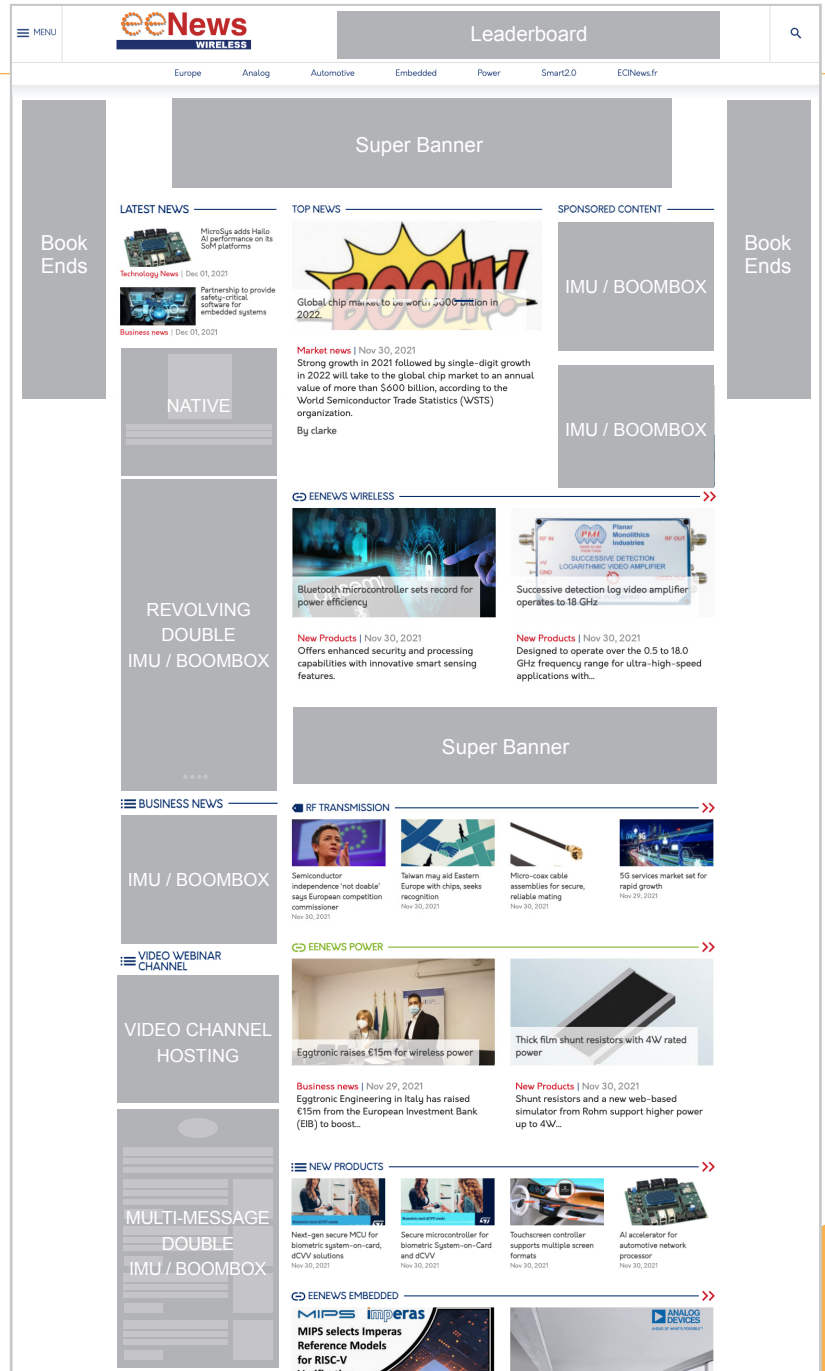 MENU
eeNews
WIRELESS
Leaderboard
Europe
Analog
Automotive
Embedded
Power
Smart2.0
ECINews.fr
Super Banner
Book
Ends
Book
Ends
LATEST NEWS
MicroSys adds Hailo
AI performance on its
SoM platforms
Technology News | Dec 01, 2021
Partnership to provide
safety-critical
software for
embedded systems
Business news | Dec 01, 2021
NATIVE
REVOLVING
DOUBLE
IMU / BOOMBOX
TOP NEWS
BOOM!
Global chip market to be worth $600 billion in
2022.
Market news | Nov 30, 2021
Strong growth in 2021 followed by single-digit growth
in 2022 will take to the global chip market to an annual
value of more than $600 billion, according to the
World Semiconductor Trade Statistics (WSTS)
organization.
By clarke
SPONSORED CONTENT
IMU / BOOMBOX
IMU / BOOMBOX
EENEWS WIRELESS
Bluetooth microcontroller sets record for
power efficiency
New Products | Nov 30, 2021
Offers enhanced security and processing
capabilities with innovative smart sensing
features.
PMI
Planar
Monolithics
Industries
RF IN
RF OUT
+V
GND
SUCCESSIVE DETECTION
LOGARITHMIC VIDEO AMPLIFIER
Successive detection log video amplifier
operates to 18 GHz
New Products | Nov 30, 2021
Designed to operate over the 0.5 to 18.0
GHz frequency range for ultra-high-speed
applications with...
Super Banner
BUSINESS NEWS
IMU / BOOMBOX
VIDEO WEBINAR
CHANNEL
VIDEO CHANNEL
HOSTING
MULTI-MESSAGE
DOUBLE
IMU / BOOMBOX
RF TRANSMISSION
Semiconductor
independence 'not doable'
says European competition
commissioner
Nov 30, 2021
Taiwan may aid Eastern
Europe with chips, seeks
recognition
Nov 30, 2021
Micro-coax cable
assemblies for secure,
reliable mating
Nov 30, 2021
5G services market set for
rapid growth
Nov 29, 2021
EENEWS POWER
Eggtronic raises €15m for wireless power
Business news | Nov 29, 2021
Eggtronic Engineering in Italy has raised
€15m from the European Investment Bank
(EIB) to boost...
Thick film shunt resistors with 4W rated
power
New Products | Nov 30, 2021
Shunt resistors and a new web-based
simulator from Rohm support higher power
up to 4W...
NEW PRODUCTS
Next-gen secure MCU for
biometric system-on-card,
dCVV solutions
Nov 30, 2021
Secure microcontroller for
biometric System-on-Card
and dCVV
Nov 30, 2021
Touchscreen controller
supports multiple screen
formats
Nov 30, 2021
AI accelerator for
automotive network
processor
Nov 30, 2021
EENEWS EMBEDDED
MIPS imperas
MIPS selects Imperas
Reference Models
for RISC-V
ANALOG
DEVICES
AHEAD OF WHAT'S POSSIBLE™